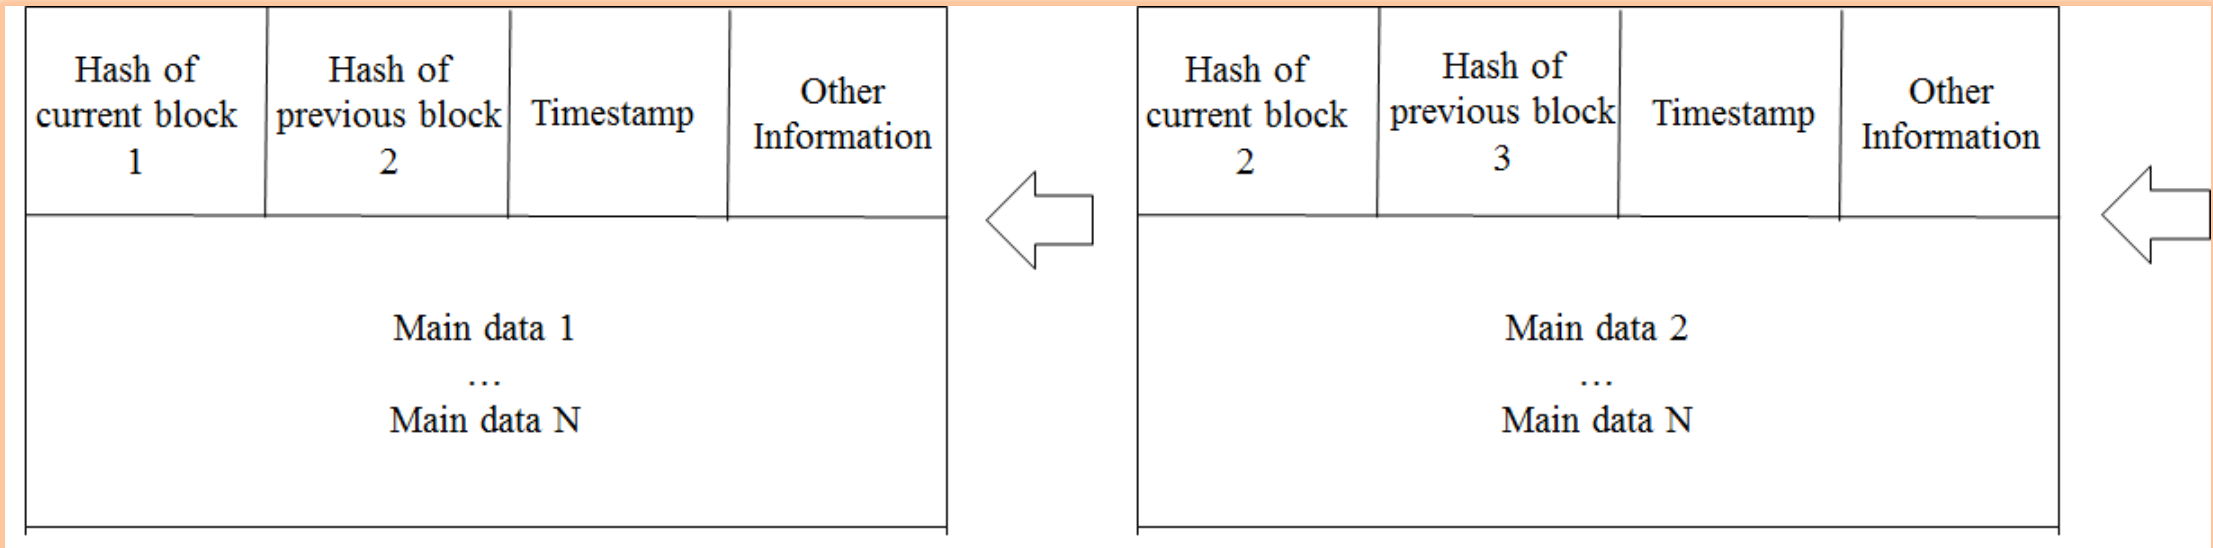 Hash of
current block
1
Hash of
previous block
2
Timestamp
Other
Information
Main data 1
...
Main data N
Hash of
current block
2
Hash of
previous block
3
Timestamp
Other
Information
Main data 2
...
Main data N